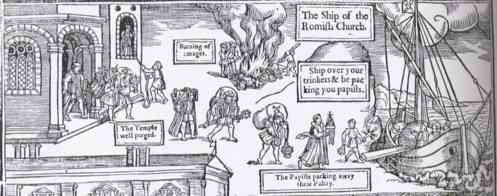 The Ship of the
Romish Church.
Burning of
images.
Ship over your
trinkets & be pac
king you papists.
The Temple
well purged.
The Papists packing away
their Paltry.